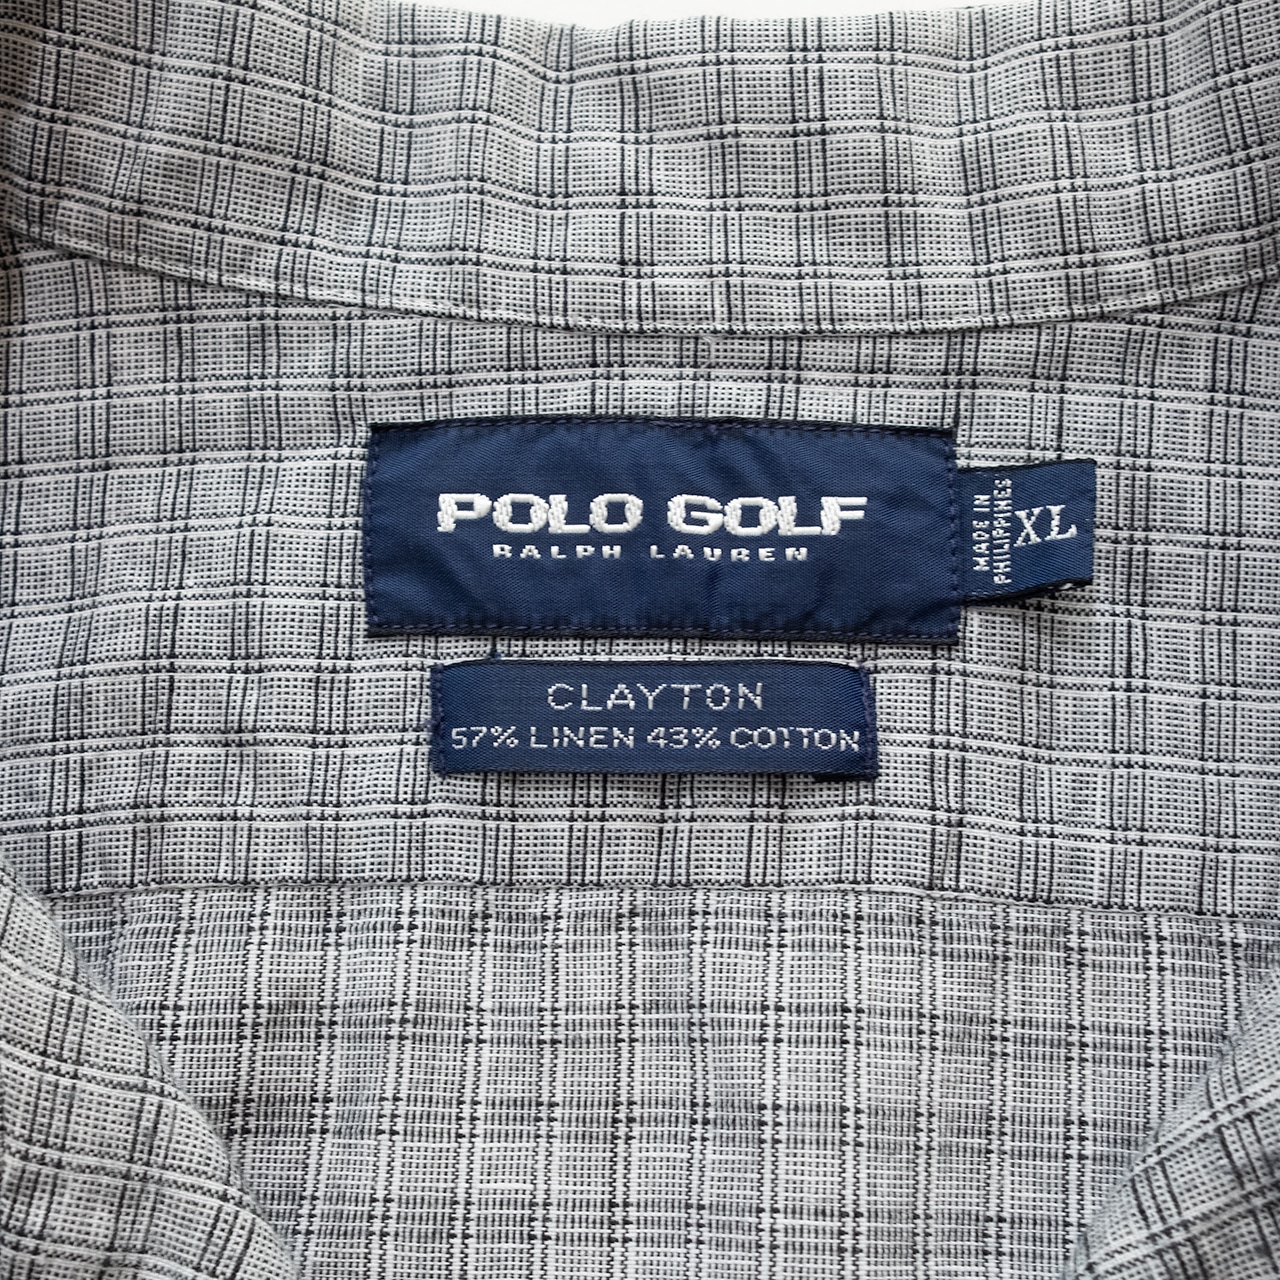 POLO GOLF
RALPH LAUREN
MADE IN
PHILIPPINES
XL
CLAYTON
57% LINEN 43% COTTON